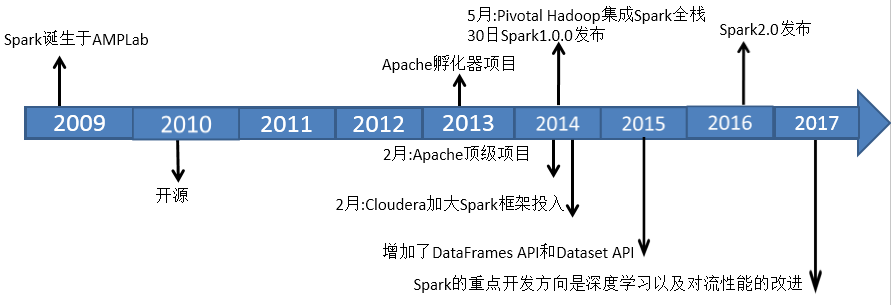 5月:Pivotal Hadoop集成Spark全栈
30日Spark1.0.0发布
Spark2.0发布
Spark诞生于AMPLab
Apache孵化器项目
2009
2010
2011
2012
2013
2014
2015
2016
2017
2月:Apache顶级项目
开源
2月:Cloudera加大Spark框架投入
增加了DataFrames API和Dataset API
Spark的重点开发方向是深度学习以及对流性能的改进